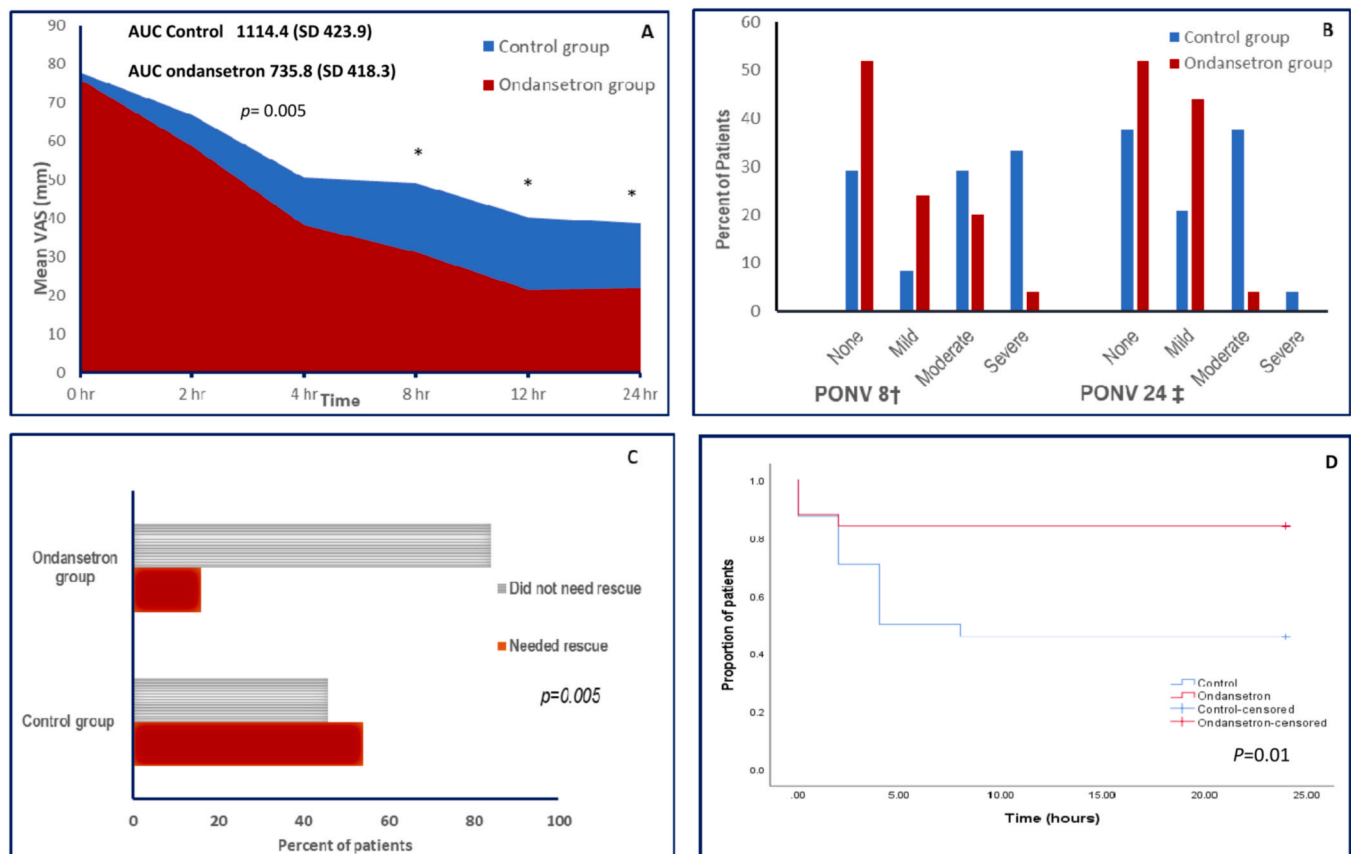 A
AUC Control 1114.4 (SD 423.9)
AUC ondansetron 735.8 (SD 418.3)
p= 0.005
Control group
Ondansetron group
Mean VAS (mm)
90
80
70
60
50
40
30
20
10
0
*
*
*
0 hr
2 hr
4 hr
8 hr
12 hr
24 hr
Time
B
Control group
Ondansetron group
Percent of Patients
60
50
40
30
20
10
0
None
Mild
Moderate
Severe
None
Mild
Moderate
Severe
PONV 8†
PONV 24 ‡
C
Ondansetron
group
Control group
Did not need rescue
Needed rescue
p=0.005
0
20
40
60
80
100
Percent of patients
D
Proportion of patients
1.0
0.8
0.6
0.4
0.2
0.0
Control
Ondansetron
Control-censored
Ondansetron-censored
P=0.01
.00
5.00
10.00
15.00
20.00
25.00
Time (hours)